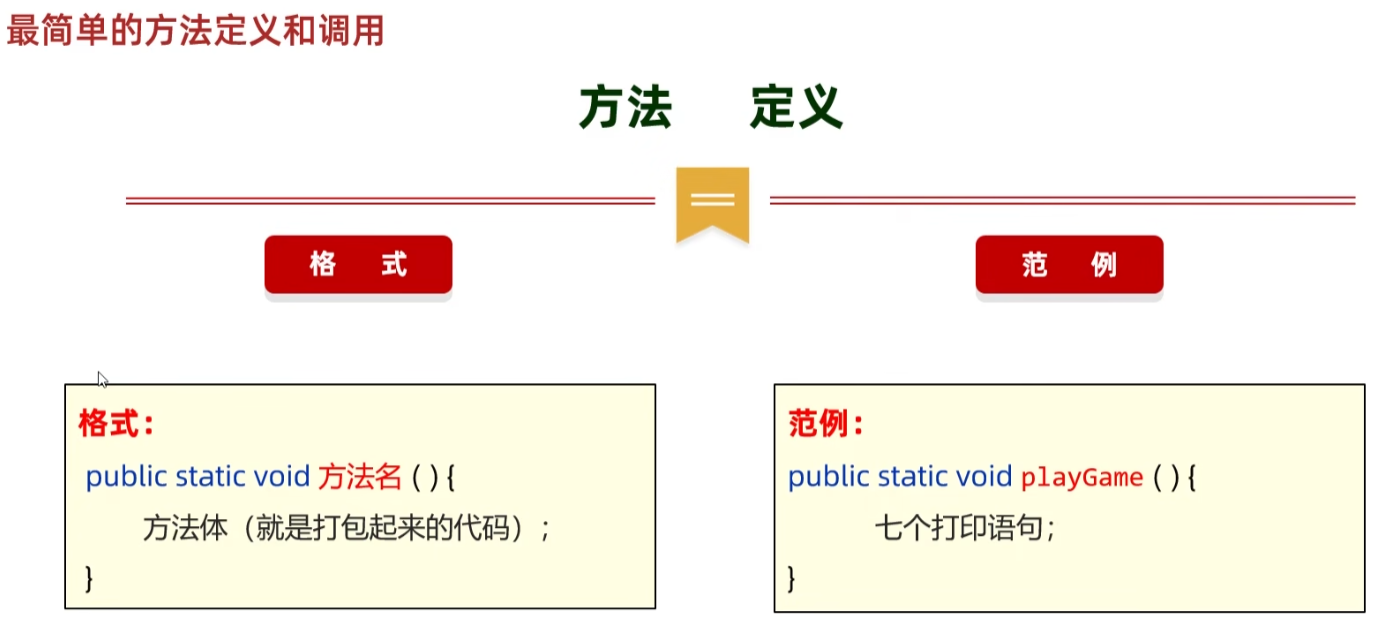 最简单的方法定义和调用
方法 定义
格 式
范 例
格式：
public static void 方法名 ( ) {
方法体（就是打包起来的代码）;
}
范例：
public static void playGame ( ) {
七个打印语句;
}